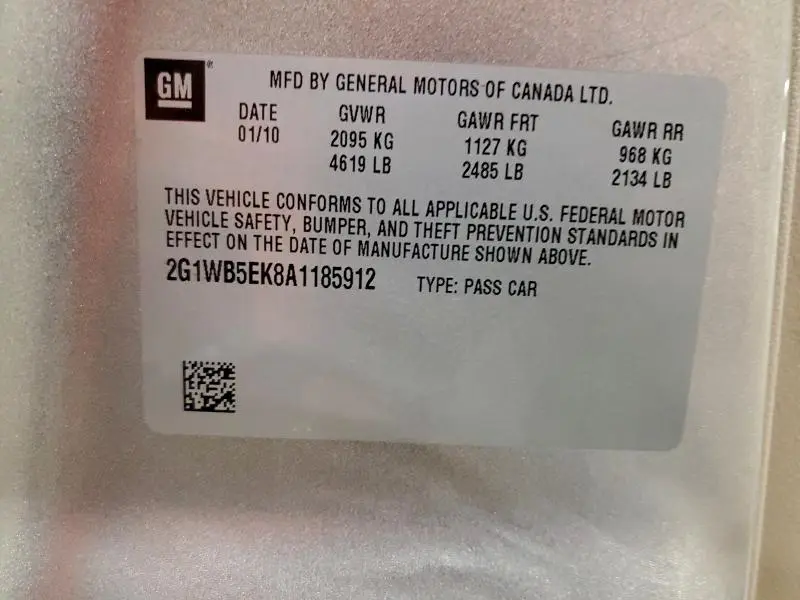 GM®
MFD BY GENERAL MOTORS OF CANADA LTD.
DATE GVWR GAWR FRT GAWR RR
01/10 2095 KG 1127 KG 968 KG
4619 LB 2485 LB 2134 LB
THIS VEHICLE CONFORMS TO ALL APPLICABLE U.S. FEDERAL MOTOR
VEHICLE SAFETY, BUMPER, AND THEFT PREVENTION STANDARDS IN
EFFECT ON THE DATE OF MANUFACTURE SHOWN ABOVE.
2G1WB5EK8A1185912 TYPE: PASS CAR